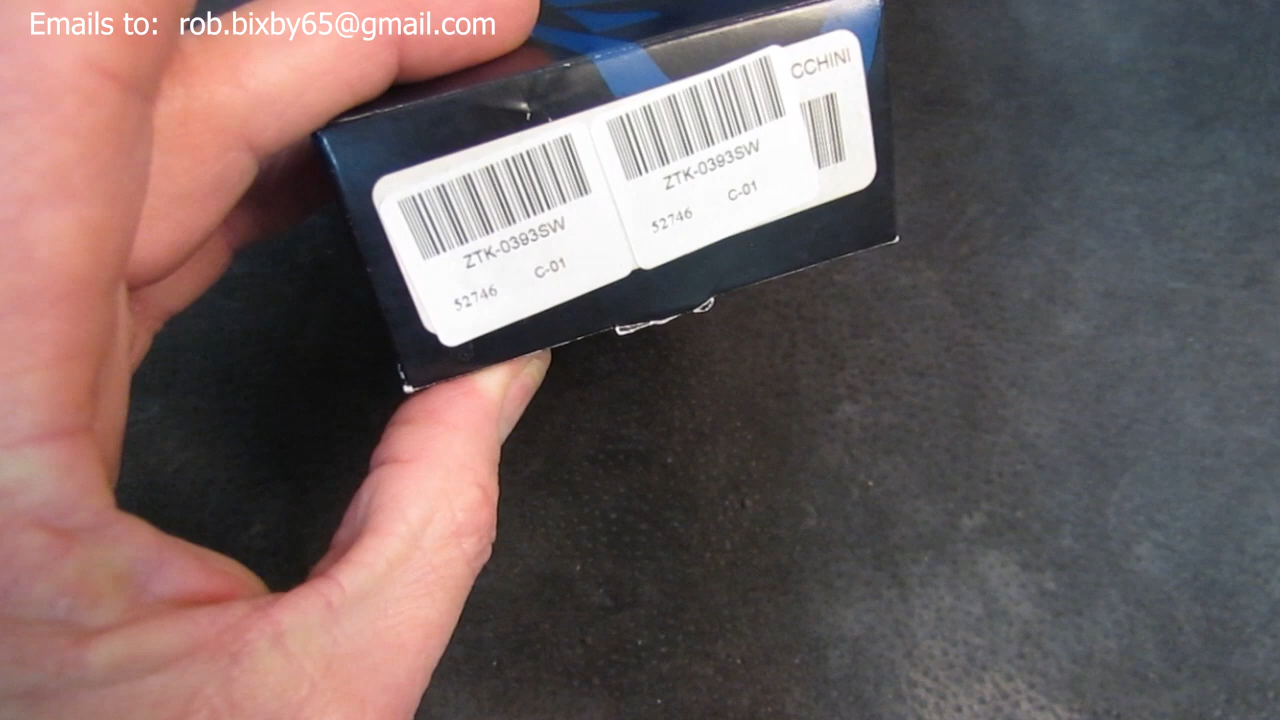 Emails to: rob.bixby65@gmail.com
CCHINI
ZTK-0393SW
52746 C-01
ZTK-0393SW
52746 C-01